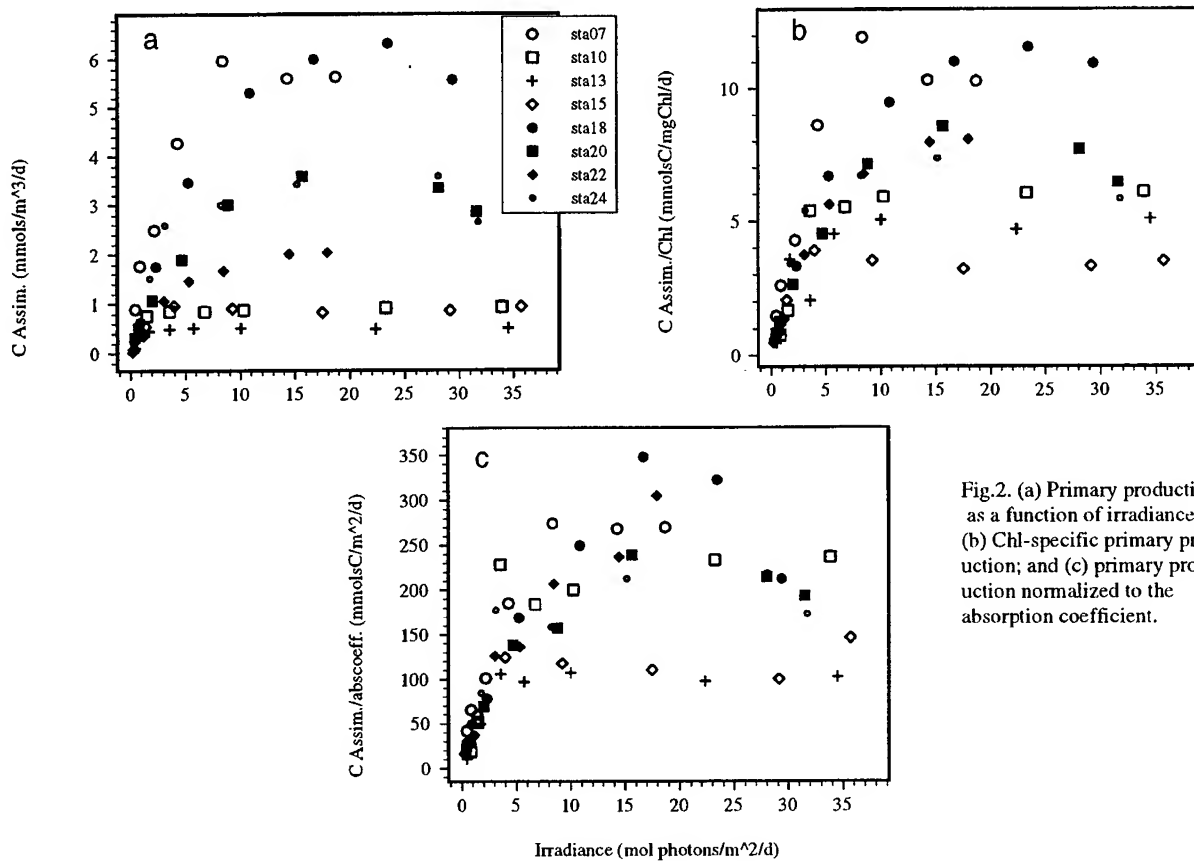 a
6
5
4
3
2
1
0
0 5 10 15 20 25 30 35
C Assim. (mmols/m^3/d)
sta07
sta10
sta13
sta15
sta18
sta20
sta22
sta24
b
10
5
0
0 5 10 15 20 25 30 35
C Assim./Chl (mmolsC/mgChl/d)
c
350
300
250
200
150
100
50
0
0 5 10 15 20 25 30 35
C Assim./abscoeff. (mmolsC/m^2/d)
Irradiance (mol photons/m^2/d)
Fig.2. (a) Primary producti
as a function of irradiance
(b) Chl-specific primary pr
uction; and (c) primary pro
uction normalized to the
absorption coefficient.